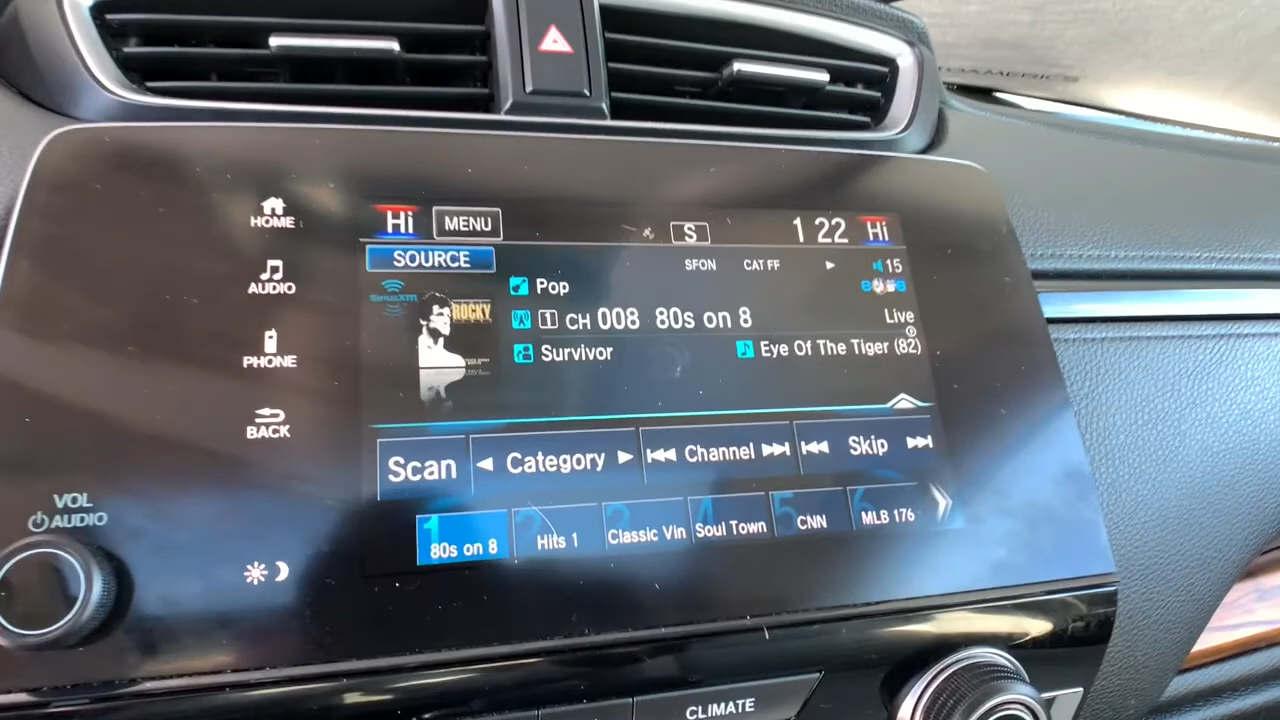 HOME
AUDIO
PHONE
BACK
VOL
AUDIO
Hi MENU S 1 22 Hi
SOURCE SFON CAT FF 15
SiriusXM Pop
1 CH 008 80s on 8 Live
ROCKY
Survivor Eye Of The Tiger (82)
Scan Category Channel Skip
1 2 3 4 5 6
80s on 8 Hits 1 Classic Vin Soul Town CNN MLB 176
CLIMATE